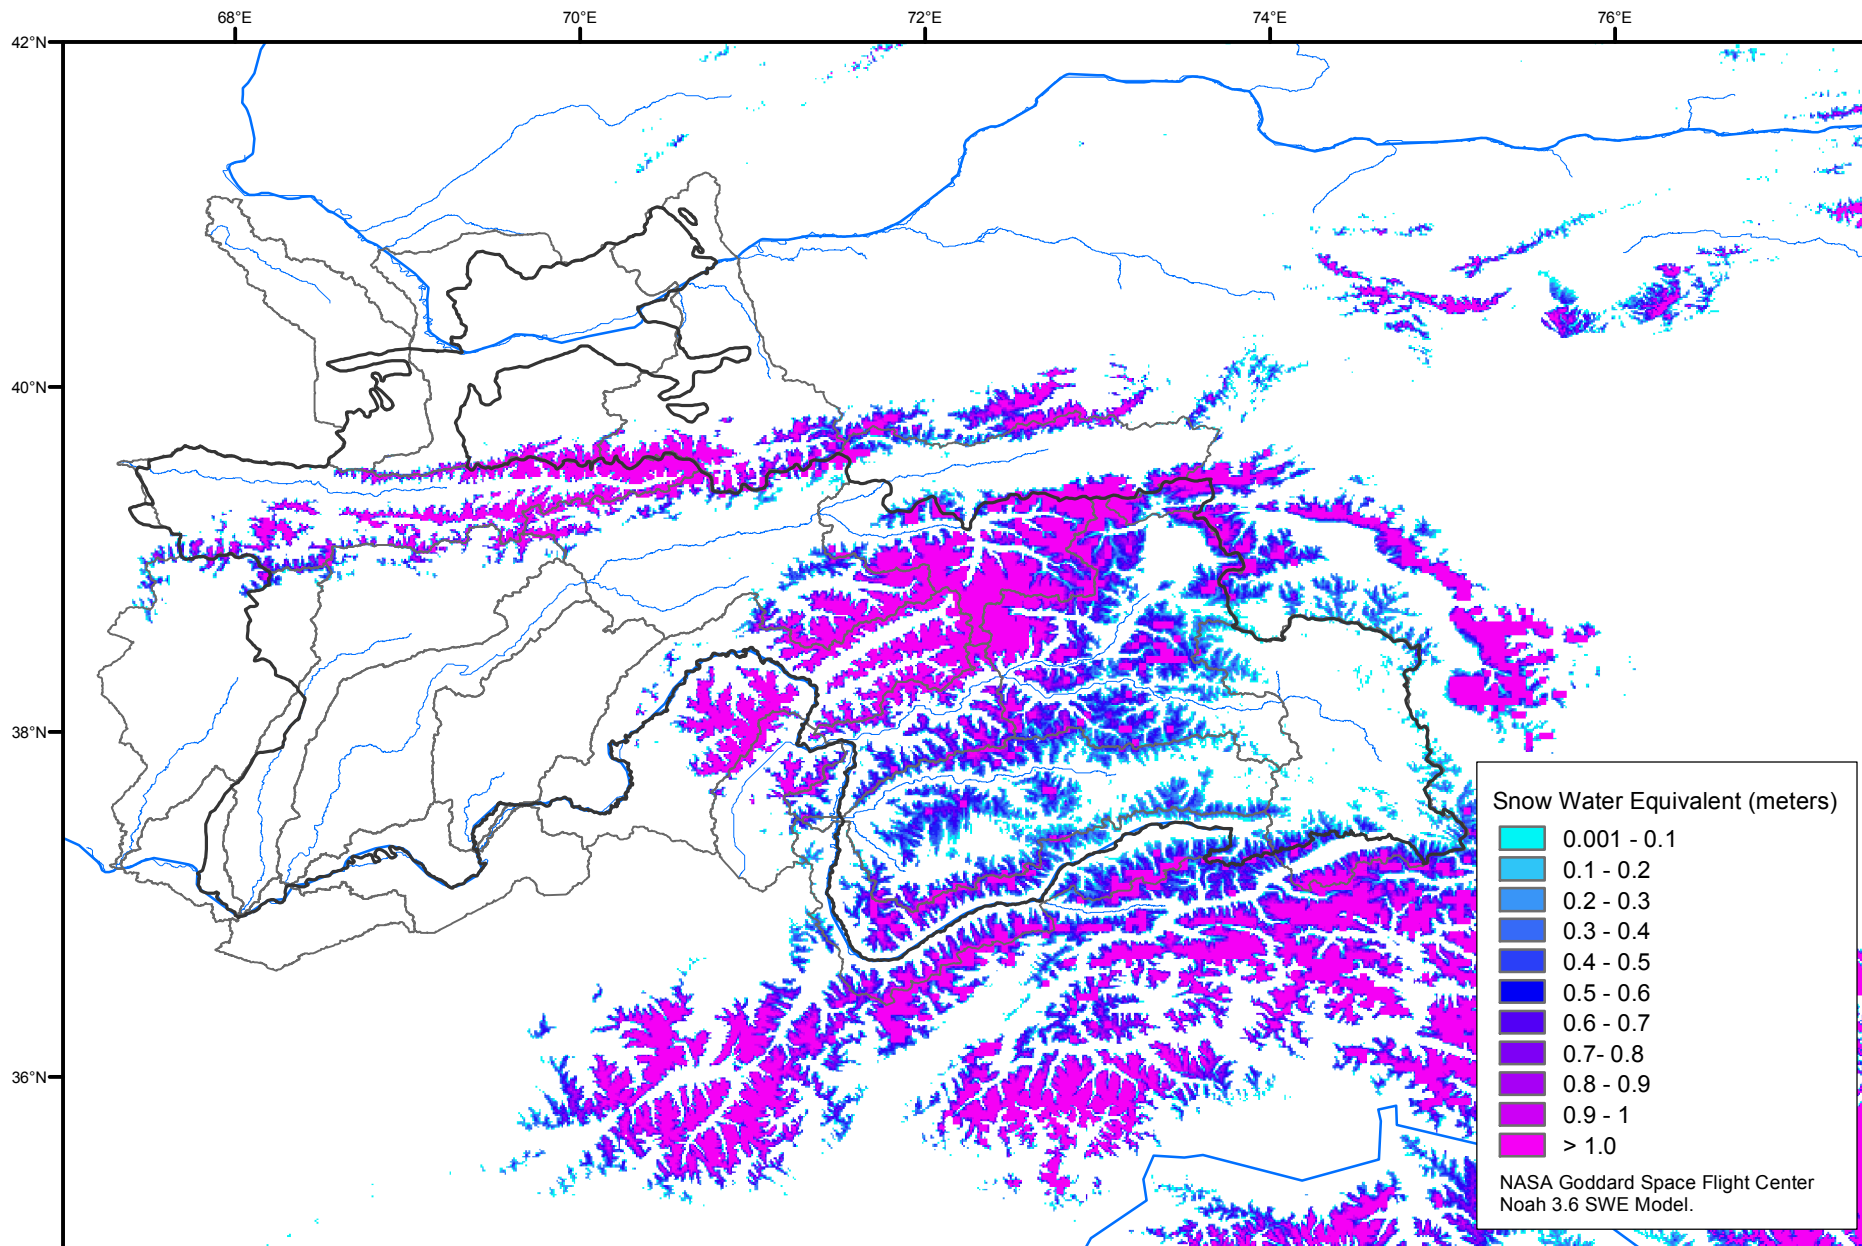 68°E 70°E 72°E 74°E 76°E
42°N
40°N
38°N
36°N
Snow Water Equivalent (meters)
0.001 - 0.1
0.1 - 0.2
0.2 - 0.3
0.3 - 0.4
0.4 - 0.5
0.5 - 0.6
0.6 - 0.7
0.7- 0.8
0.8 - 0.9
0.9 - 1
> 1.0
NASA Goddard Space Flight Center
Noah 3.6 SWE Model.